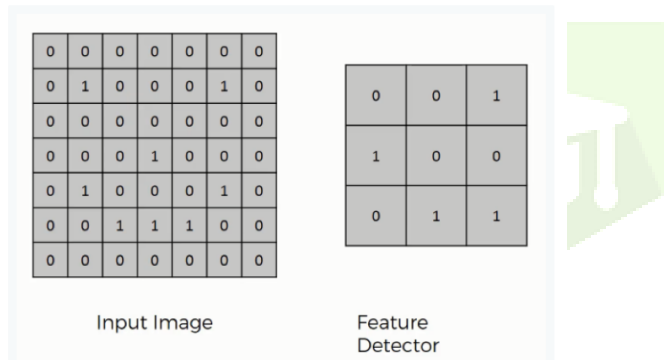 0 0 0 0 0 0 0
0 1 0 0 0 1 0
0 0 0 0 0 0 0
0 0 0 1 0 0 0
0 1 0 0 0 1 0
0 0 1 1 1 0 0
0 0 0 0 0 0 0
Input Image
0 0 1
1 0 0
0 1 1
Feature
Detector